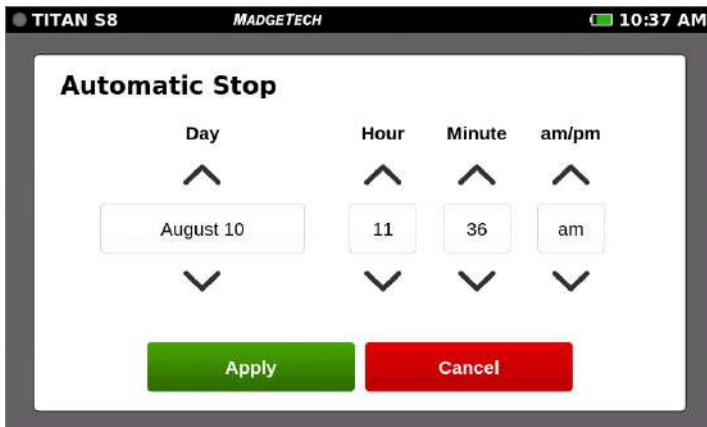 TITAN S8 MADGETECH 10:37 AM
Automatic Stop
Day Hour Minute am/pm
August 10 11 36 am
Apply Cancel